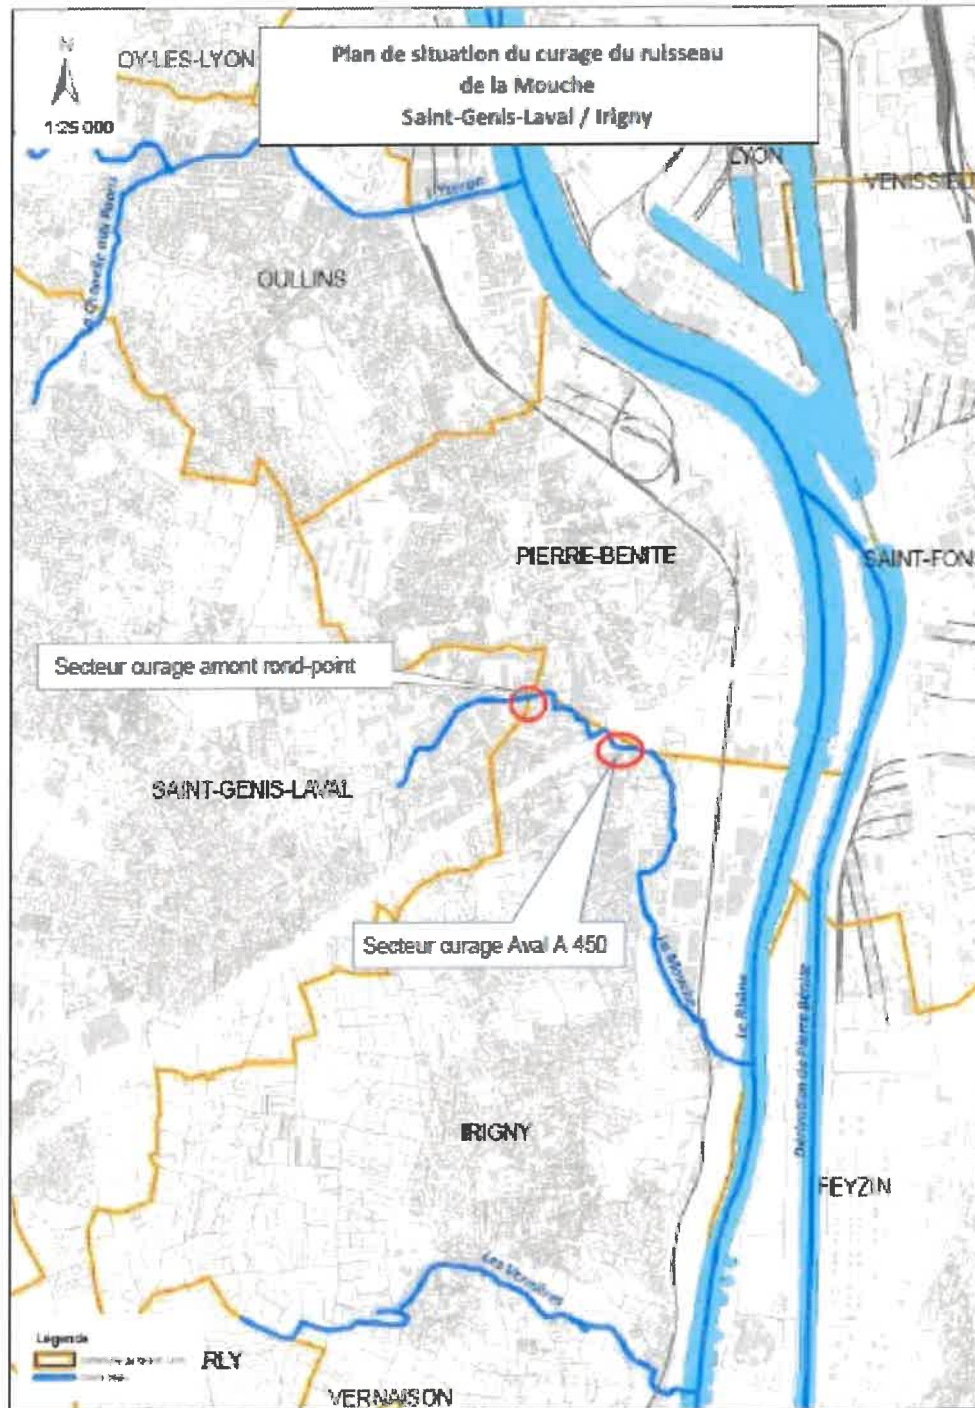 Plan de situation du curage du ruisseau
de la Mouche
Saint-Genis-Laval / Irigny
N
1:25 000
OY-LES-LYON
LYON
VENISSIEU
L'Yzeron
OULLINS
PIERRE-BENITE
SAINT-FONS
Secteur curage amont rond-point
SAINT-GENIS-LAVAL
Secteur curage Aval A 450
La Mouche
Le Rhône
Dérivation de Pierre Bénite
IRIGNY
FEYZIN
Les Vernières
Légende
RLY
VERNAISON